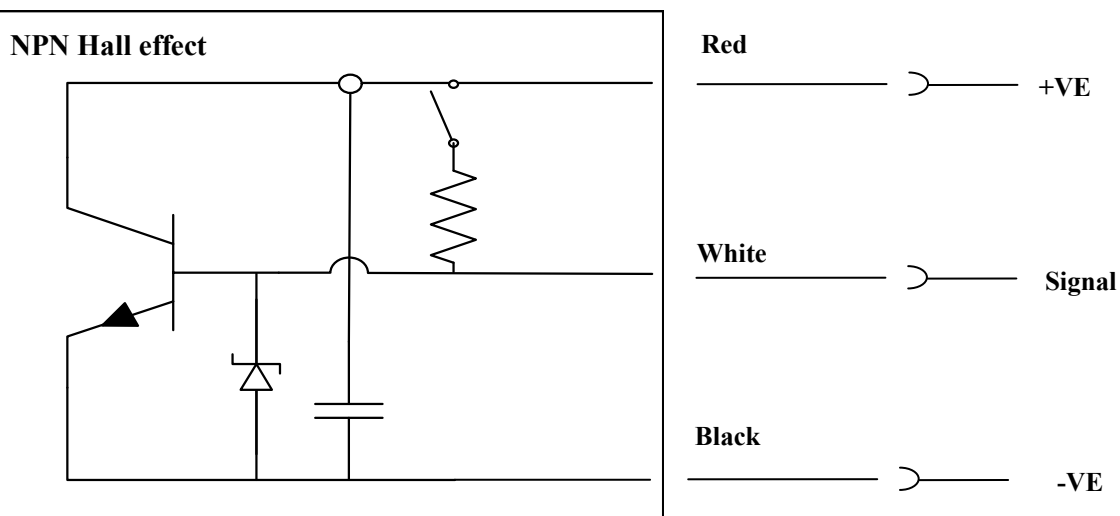 NPN Hall effect
Red
+VE
White
Signal
Black
-VE